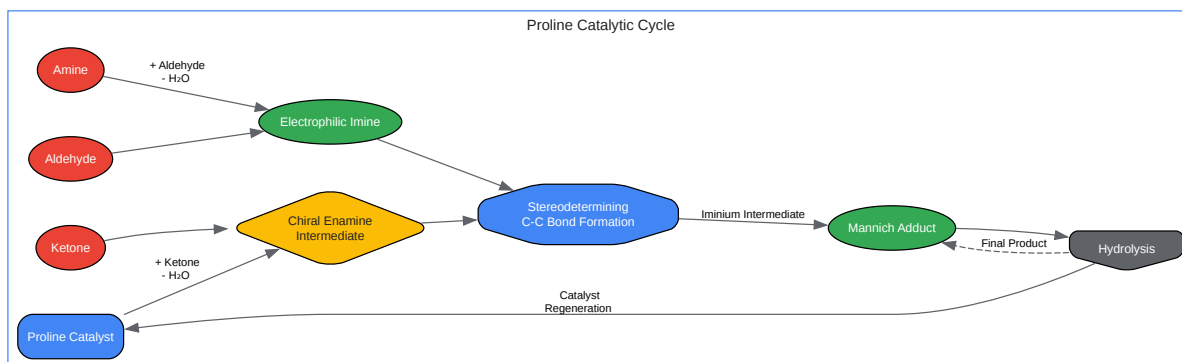 Proline Catalytic Cycle
Amine
+ Aldehyde
- H₂O
Electrophilic Imine
Aldehyde
Ketone
Chiral Enamine
Intermediate
+ Ketone
- H₂O
Proline Catalyst
Stereodetermining
C-C Bond Formation
Iminium Intermediate
Mannich Adduct
Final Product
Hydrolysis
Catalyst
Regeneration